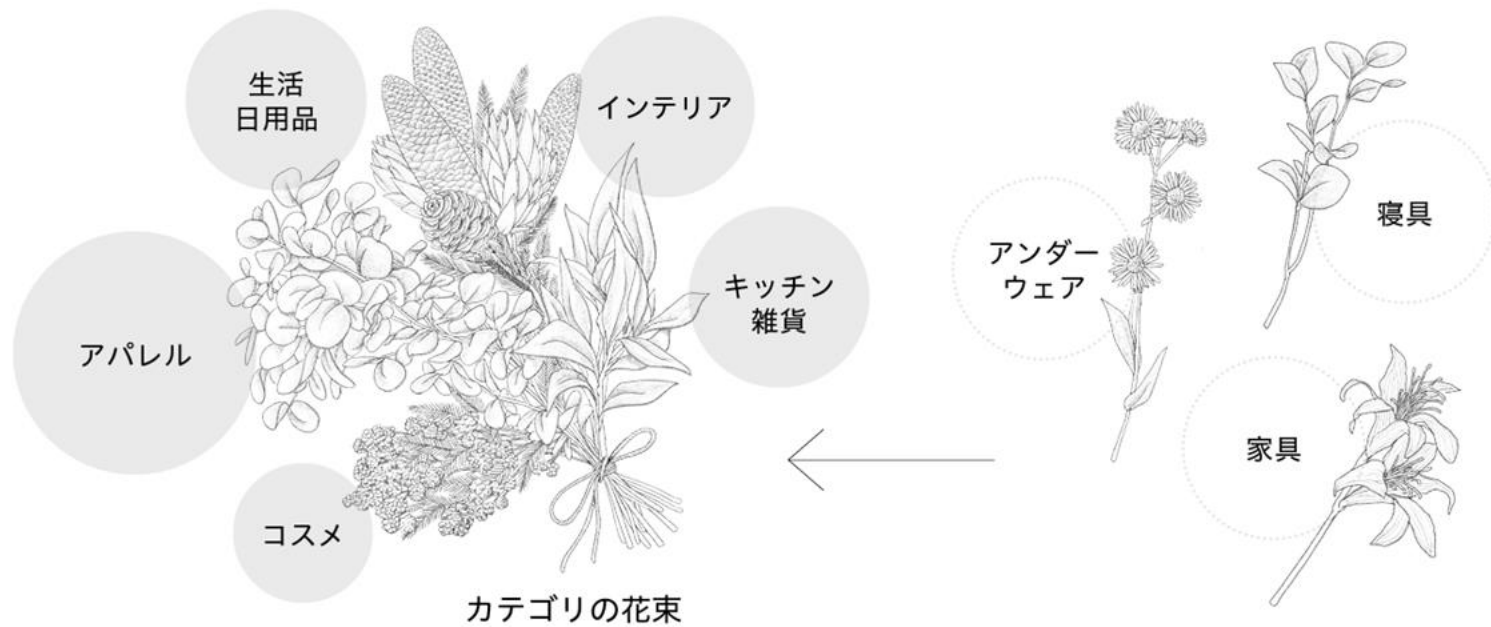 生活
日用品
インテリア
アパレル
キッチン
雑貨
コスメ
カテゴリの花束
アンダー
ウェア
寝具
家具